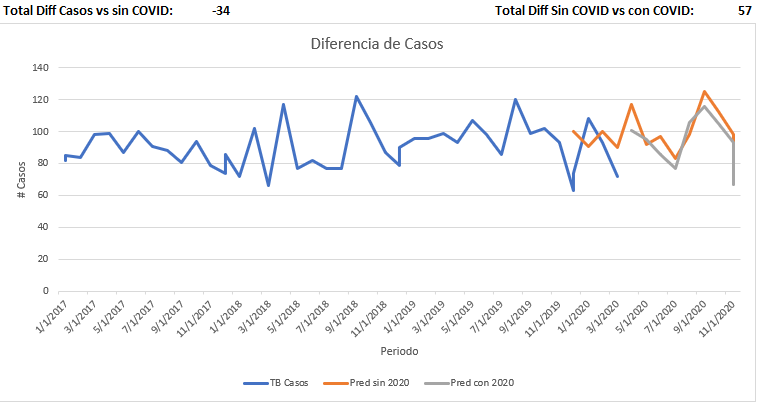 Total Diff Casos vs sin COVID: -34 Total Diff Sin COVID vs con COVID: 57
Diferencia de Casos
140
120
100
80
60
40
20
0
# Casos
1/1/2017 3/1/2017 5/1/2017 7/1/2017 9/1/2017 11/1/2017 1/1/2018 3/1/2018 5/1/2018 7/1/2018 9/1/2018 11/1/2018 1/1/2019 3/1/2019 5/1/2019 7/1/2019 9/1/2019 11/1/2019 1/1/2020 3/1/2020 5/1/2020 7/1/2020 9/1/2020 11/1/2020
Periodo
TB Casos Pred sin 2020 Pred con 2020